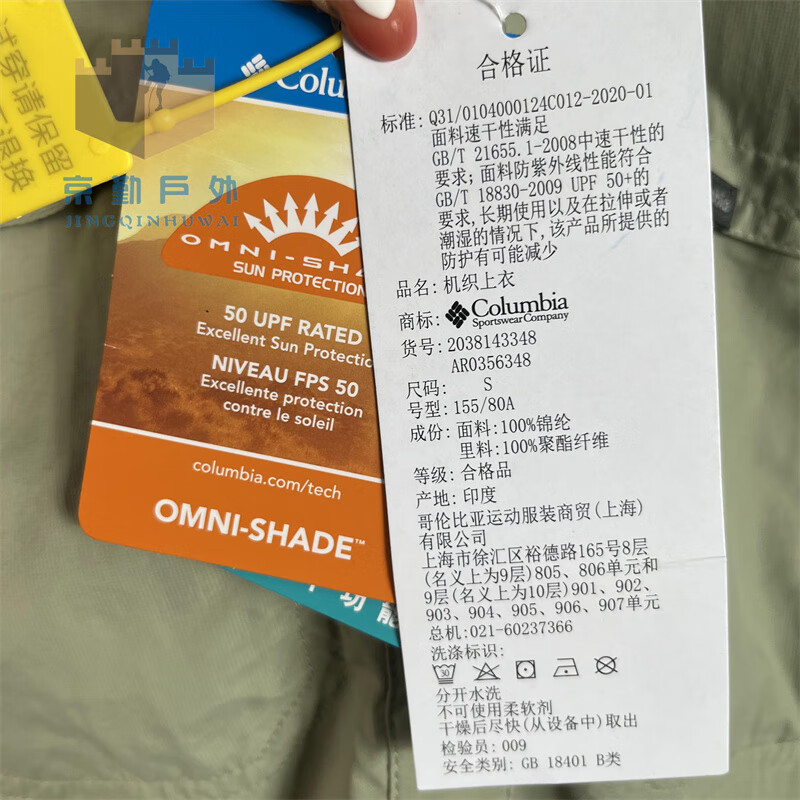 试穿请保留
退换
京勤戶外
JINGQINHUWAI
Colu
OMNI-SHA
SUN PROTECTION
50 UPF RATED
Excellent Sun Protectic
NIVEAU FPS 50
Excellente protection
contre le soleil
columbia.com/tech
OMNI-SHADE™
功能
合格证
标准: Q31/0104000124C012-2020-01
面料速干性满足
GB/T 21655.1-2008中速干性的
要求; 面料防紫外线性能符合
GB/T 18830-2009 UPF 50+的
要求, 长期使用以及在拉伸或者
潮湿的情况下, 该产品所提供的
防护有可能减少
品名: 机织上衣
商标: Columbia
Sportswear Company
货号: 2038143348
AR0356348
尺码: S
号型: 155/80A
成份: 面料:100%锦纶
里料:100%聚酯纤维
等级: 合格品
产地: 印度
哥伦比亚运动服装商贸(上海)
有限公司
上海市徐汇区裕德路165号8层
(名义上为9层)805、806单元和
9层(名义上为10层)901、902、
903、904、905、906、907单元
总机:021-60237366
洗涤标识:
30
分开水洗
不可使用柔软剂
干燥后尽快(从设备中)取出
检验员: 009
安全类别: GB 18401 B类